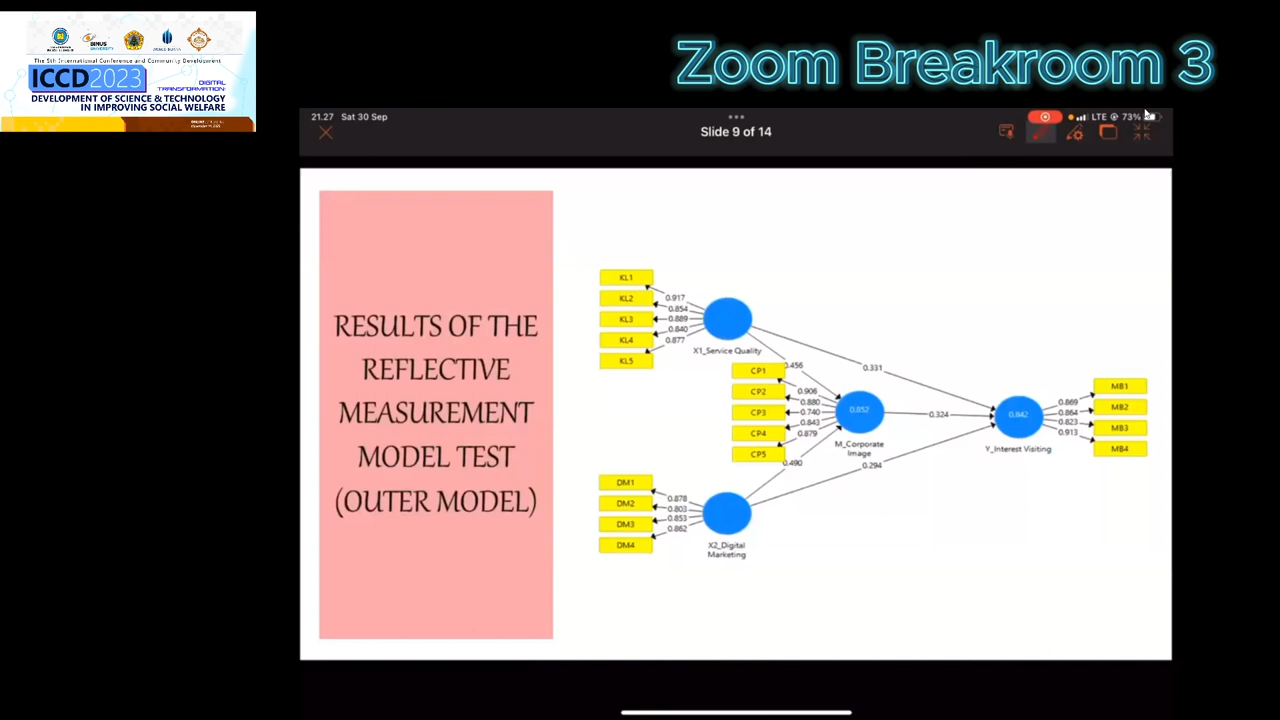 The 5th International Conference and Community Development
ICCD2023
DIGITAL
TRANSFORMATION:
DEVELOPMENT OF SCIENCE & TECHNOLOGY
IN IMPROVING SOCIAL WELFARE
Zoom Breakroom 3
21.27 Sat 30 Sep
LTE 73%
Slide 9 of 14
RESULTS OF THE
REFLECTIVE
MEASUREMENT
MODEL TEST
(OUTER MODEL)
KL1
KL2
KL3
KL4
KL5
0.917
0.854
0.889
0.840
0.877
X1_Service Quality
0.456
0.331
CP1
CP2
CP3
CP4
CP5
0.906
0.880
0.740
0.843
0.879
0.852
M_Corporate
Image
0.324
0.490
0.294
0.842
Y_Interest Visiting
0.869
0.864
0.823
0.913
MB1
MB2
MB3
MB4
DM1
DM2
DM3
DM4
0.878
0.803
0.853
0.862
X2_Digital
Marketing